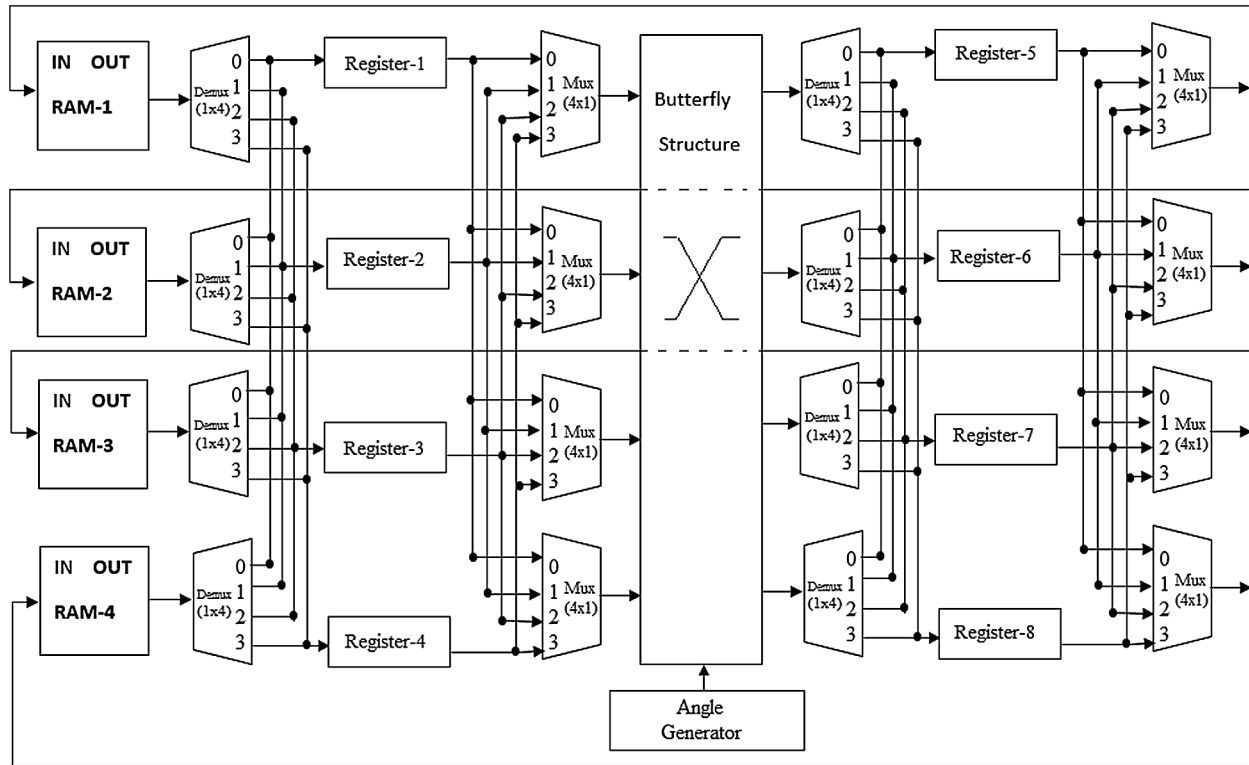 IN OUT
RAM-1
Demux
(1x4)
0
1
2
3
Register-1
0
1
2
3
Mux
(4x1)
Butterfly
Structure
Demux
(1x4)
0
1
2
3
Register-5
0
1
2
3
Mux
(4x1)
IN OUT
RAM-2
Demux
(1x4)
0
1
2
3
Register-2
0
1
2
3
Mux
(4x1)
Demux
(1x4)
0
1
2
3
Register-6
0
1
2
3
Mux
(4x1)
IN OUT
RAM-3
Demux
(1x4)
0
1
2
3
Register-3
0
1
2
3
Mux
(4x1)
Demux
(1x4)
0
1
2
3
Register-7
0
1
2
3
Mux
(4x1)
IN OUT
RAM-4
Demux
(1x4)
0
1
2
3
Register-4
0
1
2
3
Mux
(4x1)
Demux
(1x4)
0
1
2
3
Register-8
0
1
2
3
Mux
(4x1)
Angle
Generator